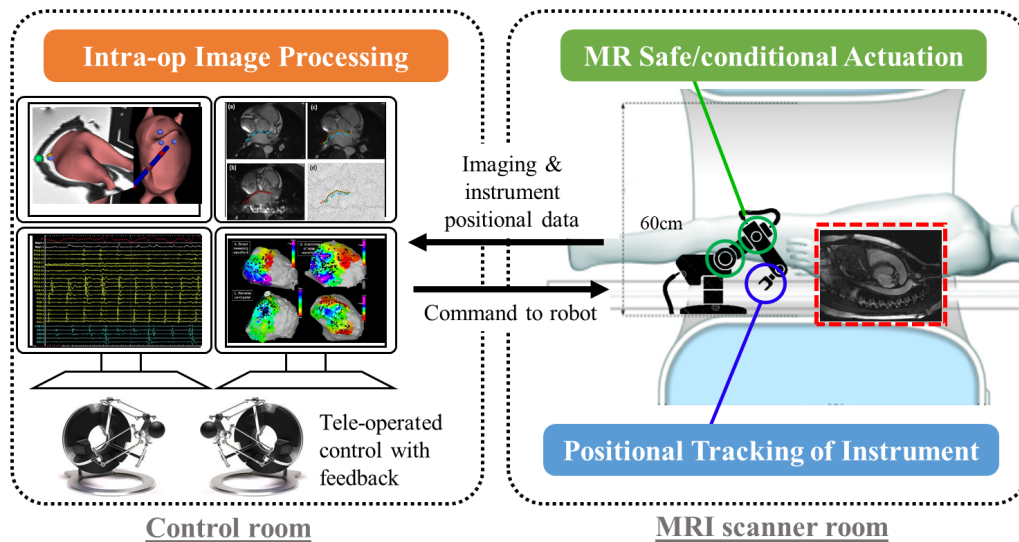 Intra-op Image Processing
MR Safe/conditional Actuation
(a)
(c)
(b)
(d)
Imaging &
instrument
positional data
60cm
Command to robot
Tele-operated
control with
feedback
Positional Tracking of Instrument
Control room
MRI scanner room